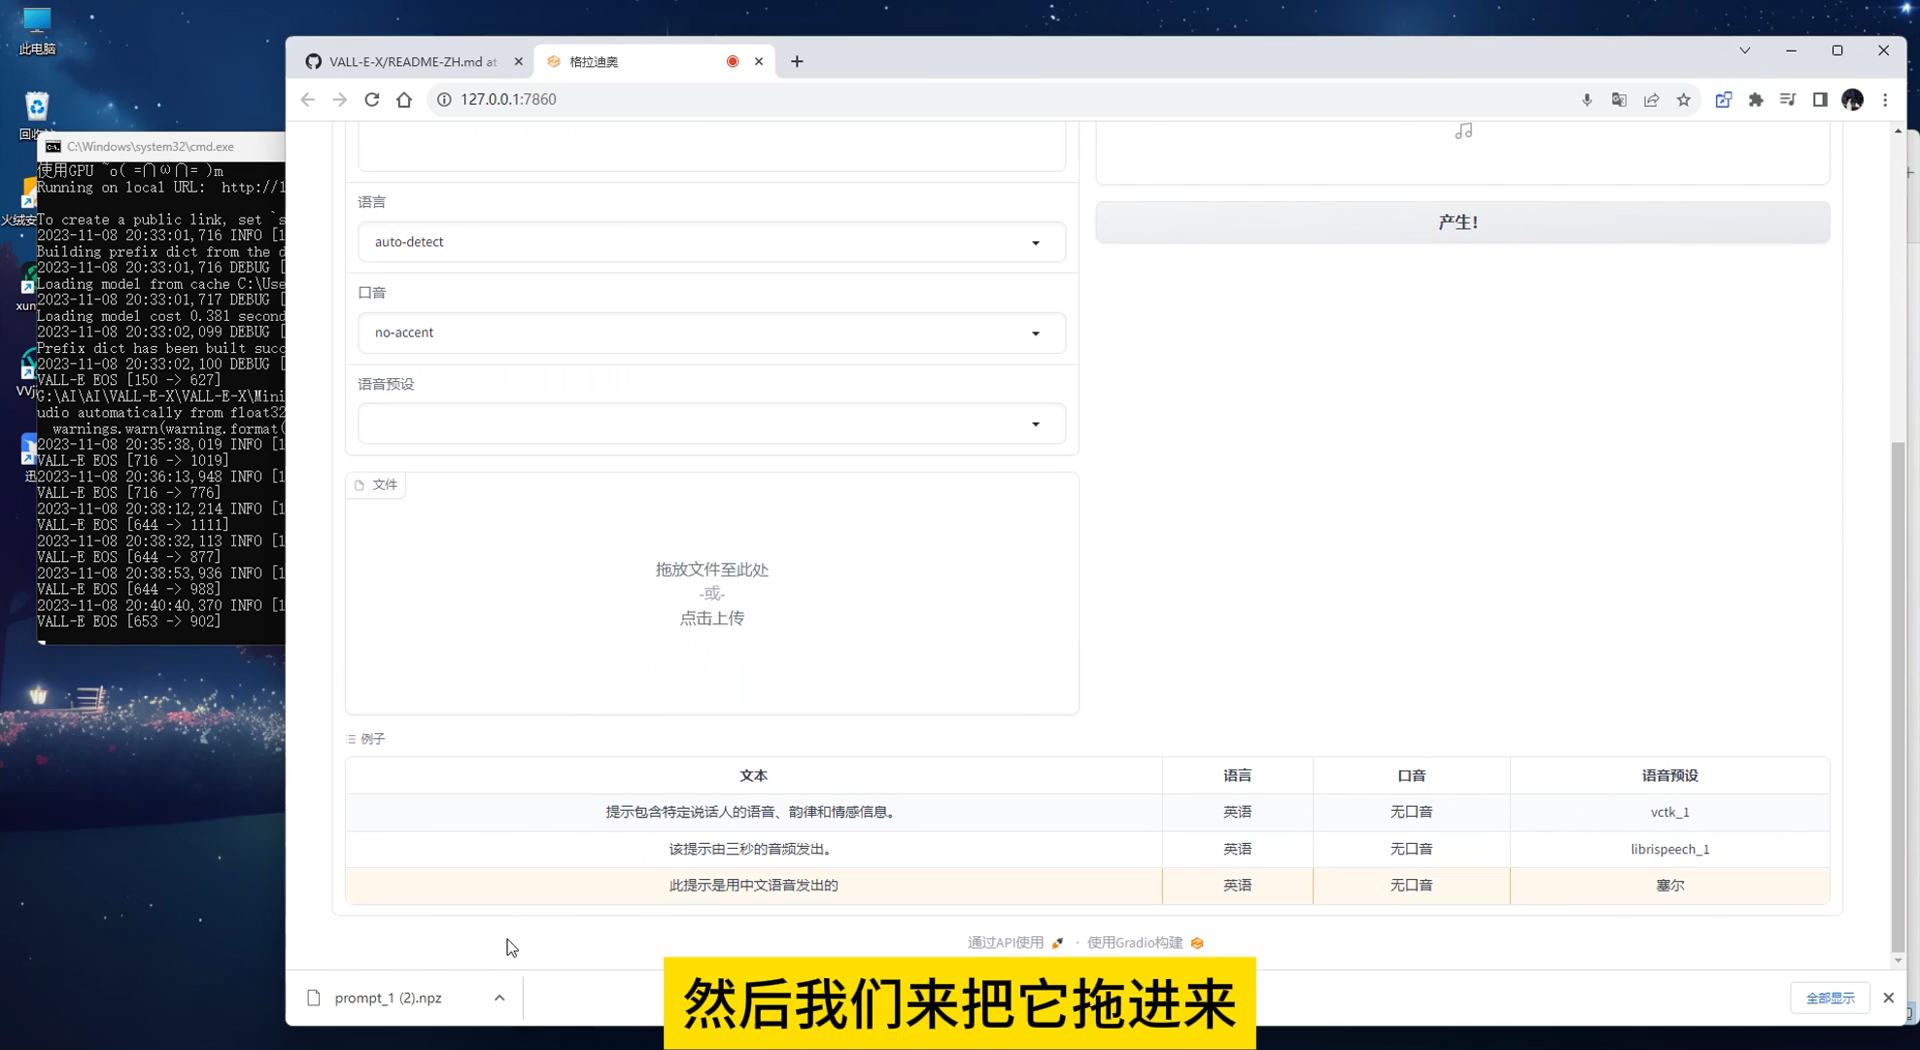 此电脑
VALL-E-X/README-ZH.md at
格拉迪奥
127.0.0.1:7860
C:\Windows\system32\cmd.exe
使用GPU ~o( =∩ω∩= )m
Running on local URL:  http://1
To create a public link, set `s
2023-11-08 20:33:01,716 INFO [1
Building prefix dict from the d
2023-11-08 20:33:01,716 DEBUG [
Loading model from cache C:\Use
2023-11-08 20:33:01,717 DEBUG [
Loading model cost 0.381 second
2023-11-08 20:33:02,099 DEBUG [
Prefix dict has been built succ
2023-11-08 20:33:02,100 DEBUG [
VALL-E EOS [150 -> 627]
G:\AI\AI\VALL-E-X\VALL-E-X\Mini
udio automatically from float32
warnings.warn(warning.format(
2023-11-08 20:35:38,019 INFO [1
VALL-E EOS [716 -> 1019]
2023-11-08 20:36:13,948 INFO [1
VALL-E EOS [716 -> 776]
2023-11-08 20:38:12,214 INFO [1
VALL-E EOS [644 -> 1111]
2023-11-08 20:38:32,113 INFO [1
VALL-E EOS [644 -> 877]
2023-11-08 20:38:53,936 INFO [1
VALL-E EOS [644 -> 988]
2023-11-08 20:40:40,370 INFO [1
VALL-E EOS [653 -> 902]
语言
auto-detect
口音
no-accent
语音预设
产生!
文件
拖放文件至此处
-或-
点击上传
例子
文本 语言 口音 语音预设
提示包含特定说话人的语音、韵律和情感信息。 英语 无口音 vctk_1
该提示由三秒的音频发出。 英语 无口音 librispeech_1
此提示是用中文语音发出的 英语 无口音 塞尔
通过API使用 · 使用Gradio构建
prompt_1 (2).npz
全部显示
然后我们来把它拖进来